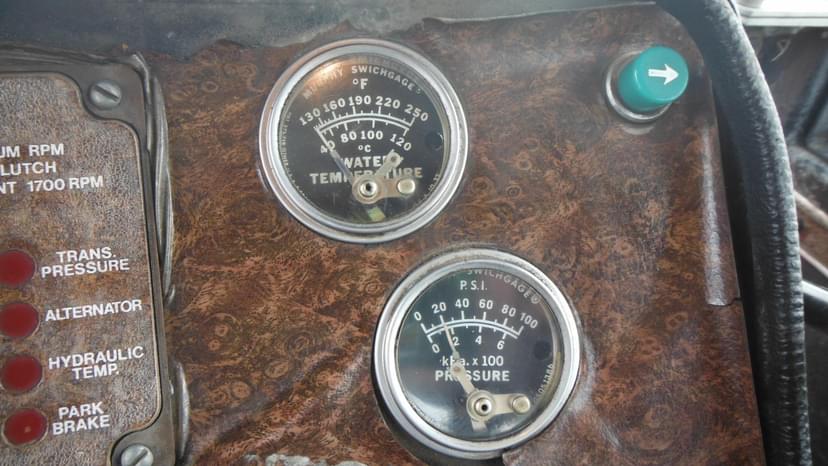 UM RPM
LUTCH
NT 1700 RPM
TRANS.
PRESSURE
ALTERNATOR
HYDRAULIC
TEMP.
PARK
BRAKE
MURPHY SWICHGAGE®
°F
130 160 190 220 250
40 80 100 120
°C
WATER
TEMPERATURE
SWICHGAGE®
P.S.I.
0 20 40 60 80 100
0 2 4 6
kPa. x 100
PRESSURE